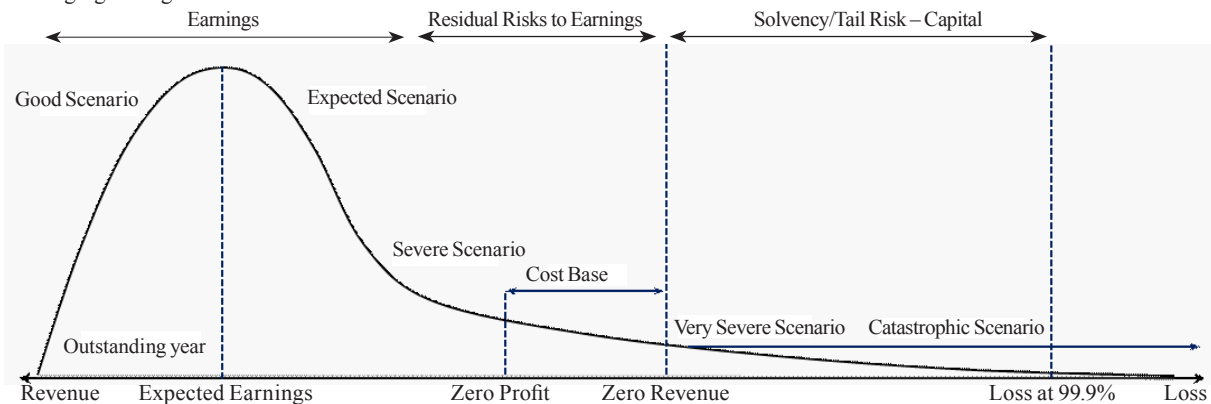 Earnings
Residual Risks to Earnings
Solvency/Tail Risk – Capital
Good Scenario
Expected Scenario
Severe Scenario
Cost Base
Very Severe Scenario
Catastrophic Scenario
Outstanding year
Revenue
Expected Earnings
Zero Profit
Zero Revenue
Loss at 99.9%
Loss